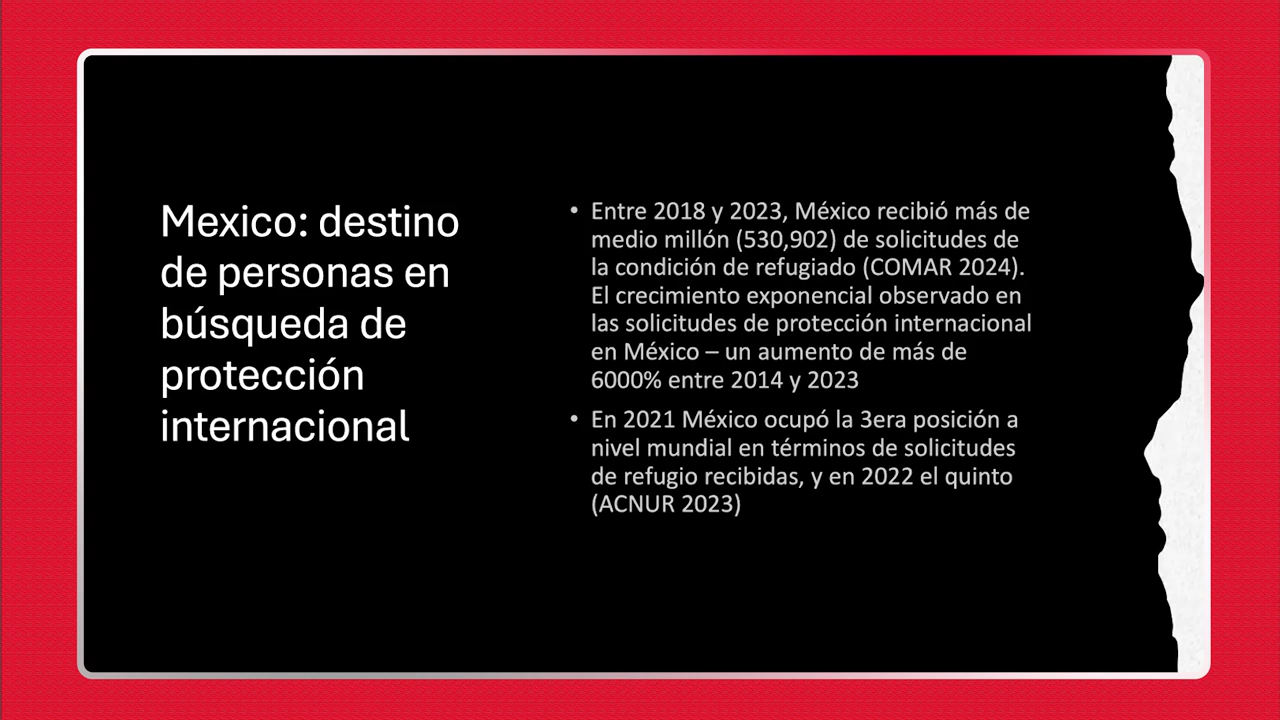 Mexico: destino
de personas en
búsqueda de
protección
internacional
• Entre 2018 y 2023, México recibió más de
medio millón (530,902) de solicitudes de
la condición de refugiado (COMAR 2024).
El crecimiento exponencial observado en
las solicitudes de protección internacional
en México – un aumento de más de
6000% entre 2014 y 2023
• En 2021 México ocupó la 3era posición a
nivel mundial en términos de solicitudes
de refugio recibidas, y en 2022 el quinto
(ACNUR 2023)